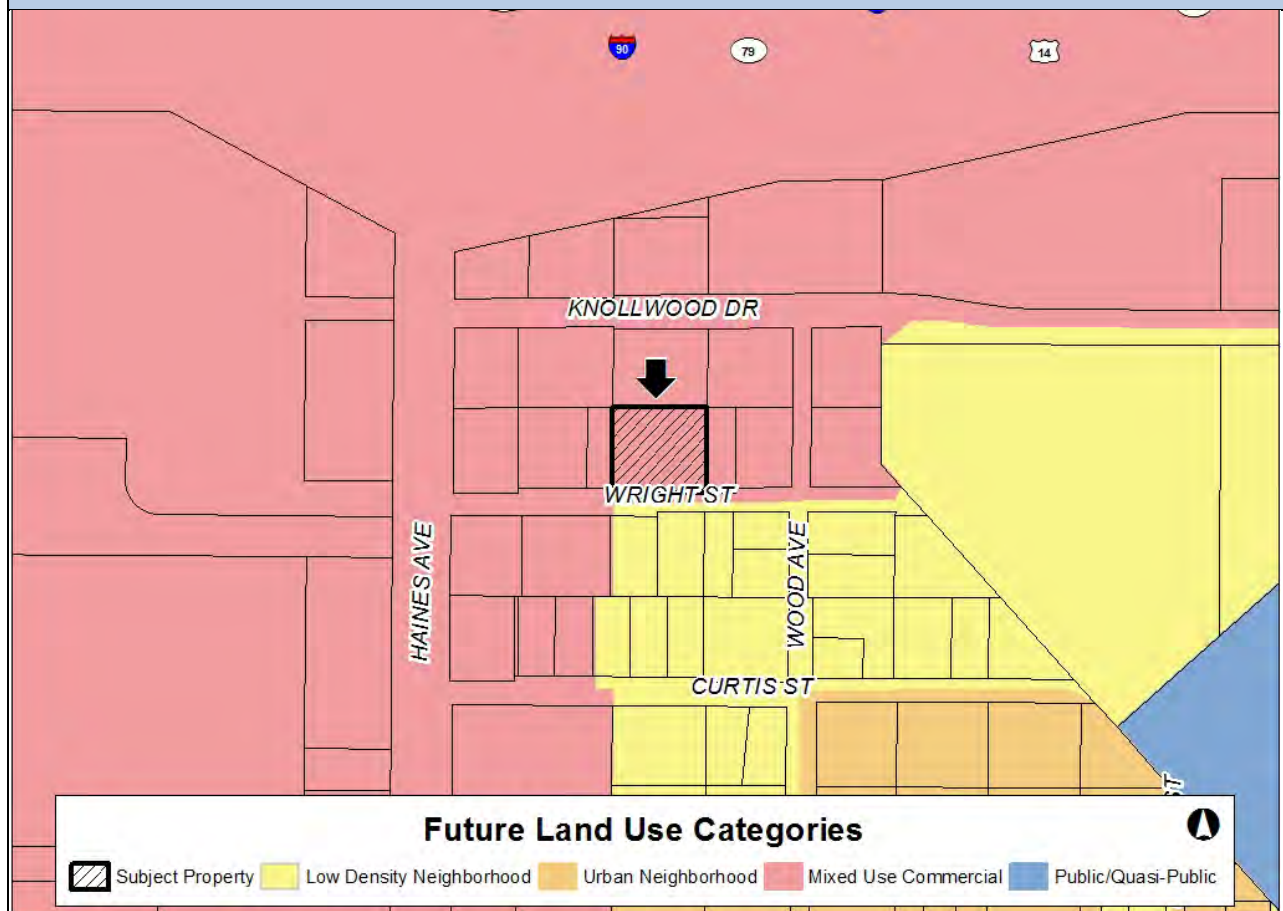 90
79
14
KNOLLWOOD DR
WRIGHT ST
HAINES AVE
WOOD AVE
CURTIS ST
ST
Future Land Use Categories
Subject Property
Low Density Neighborhood
Urban Neighborhood
Mixed Use Commercial
Public/Quasi-Public